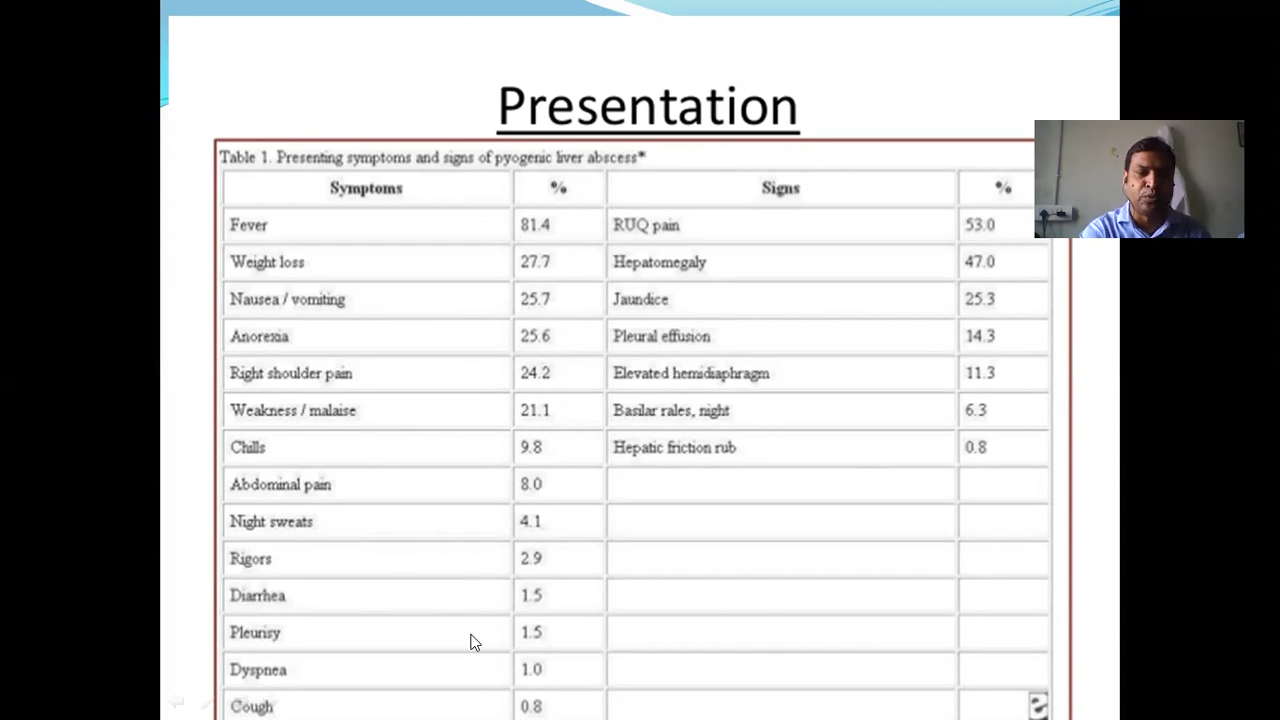 Presentation
Table 1. Presenting symptoms and signs of pyogenic liver abscess*
Symptoms % Signs %
Fever 81.4 RUQ pain 53.0
Weight loss 27.7 Hepatomegaly 47.0
Nausea / vomiting 25.7 Jaundice 25.3
Anorexia 25.6 Pleural effusion 14.3
Right shoulder pain 24.2 Elevated hemidiaphragm 11.3
Weakness / malaise 21.1 Basilar rales, night 6.3
Chills 9.8 Hepatic friction rub 0.8
Abdominal pain 8.0
Night sweats 4.1
Rigors 2.9
Diarrhea 1.5
Pleurisy 1.5
Dyspnea 1.0
Cough 0.8